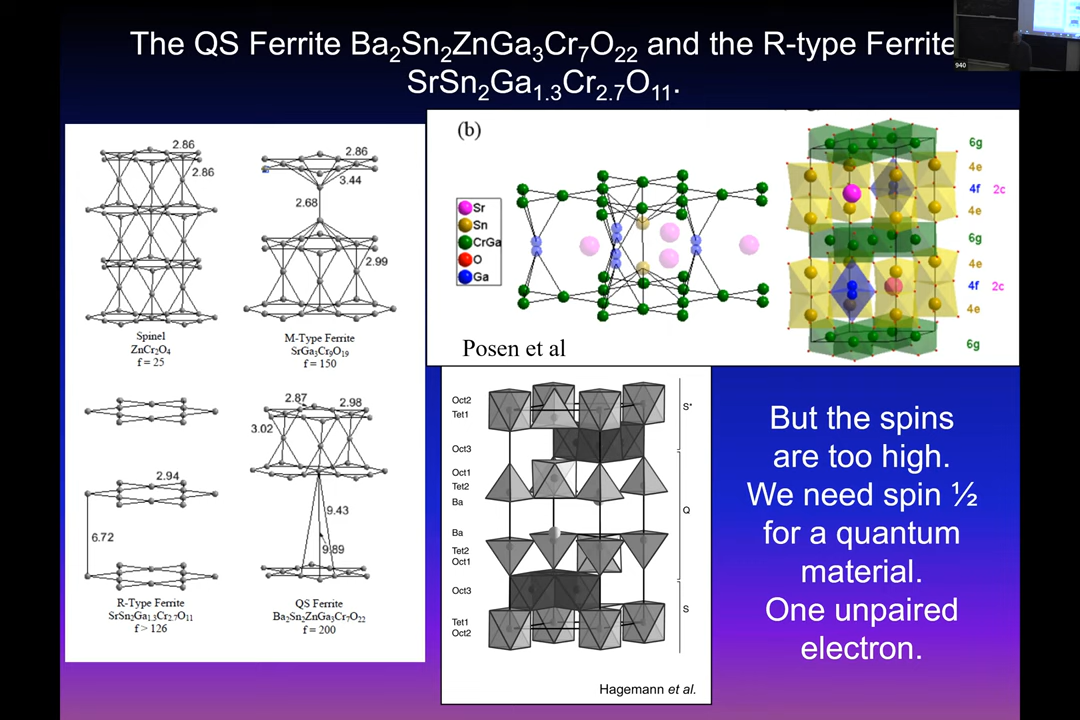 The QS Ferrite Ba₂Sn₂ZnGa₃Cr₇O₂₂ and the R-type Ferrite
SrSn₂Ga₁.₃Cr₂.₇O₁₁.
940
2.86
2.86
Spinel
ZnCr₂O₄
f = 25
2.86
3.44
2.68
2.99
M-Type Ferrite
SrGa₃Cr₉O₁₉
f = 150
2.94
6.72
R-Type Ferrite
SrSn₂Ga₁.₃Cr₂.₇O₁₁
f > 126
2.87
2.98
3.02
9.43
9.89
QS Ferrite
Ba₂Sn₂ZnGa₃Cr₇O₂₂
f = 200
(b)
Sr
Sn
CrGa
O
Ga
Posen et al
6g
4e
4f 2c
4e
6g
4e
4f 2c
4e
6g
Oct2
Tet1
S*
Oct3
Oct1
Tet2
Ba
Q
Ba
Tet2
Oct1
Oct3
S
Tet1
Oct2
Hagemann et al.
But the spins
are too high.
We need spin ½
for a quantum
material.
One unpaired
electron.